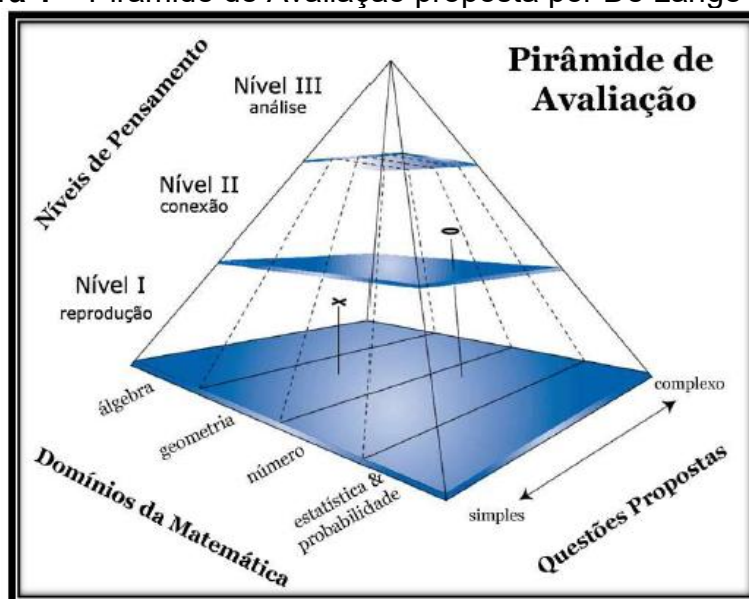 Pirâmide de Avaliação proposta por De Lange
Pirâmide de
Avaliação
Níveis de Pensamento
Nível III
análise
Nível II
conexão
Nível I
reprodução
álgebra
geometria
número
estatística &
probabilidade
Domínios da Matemática
simples
complexo
Questões Propostas